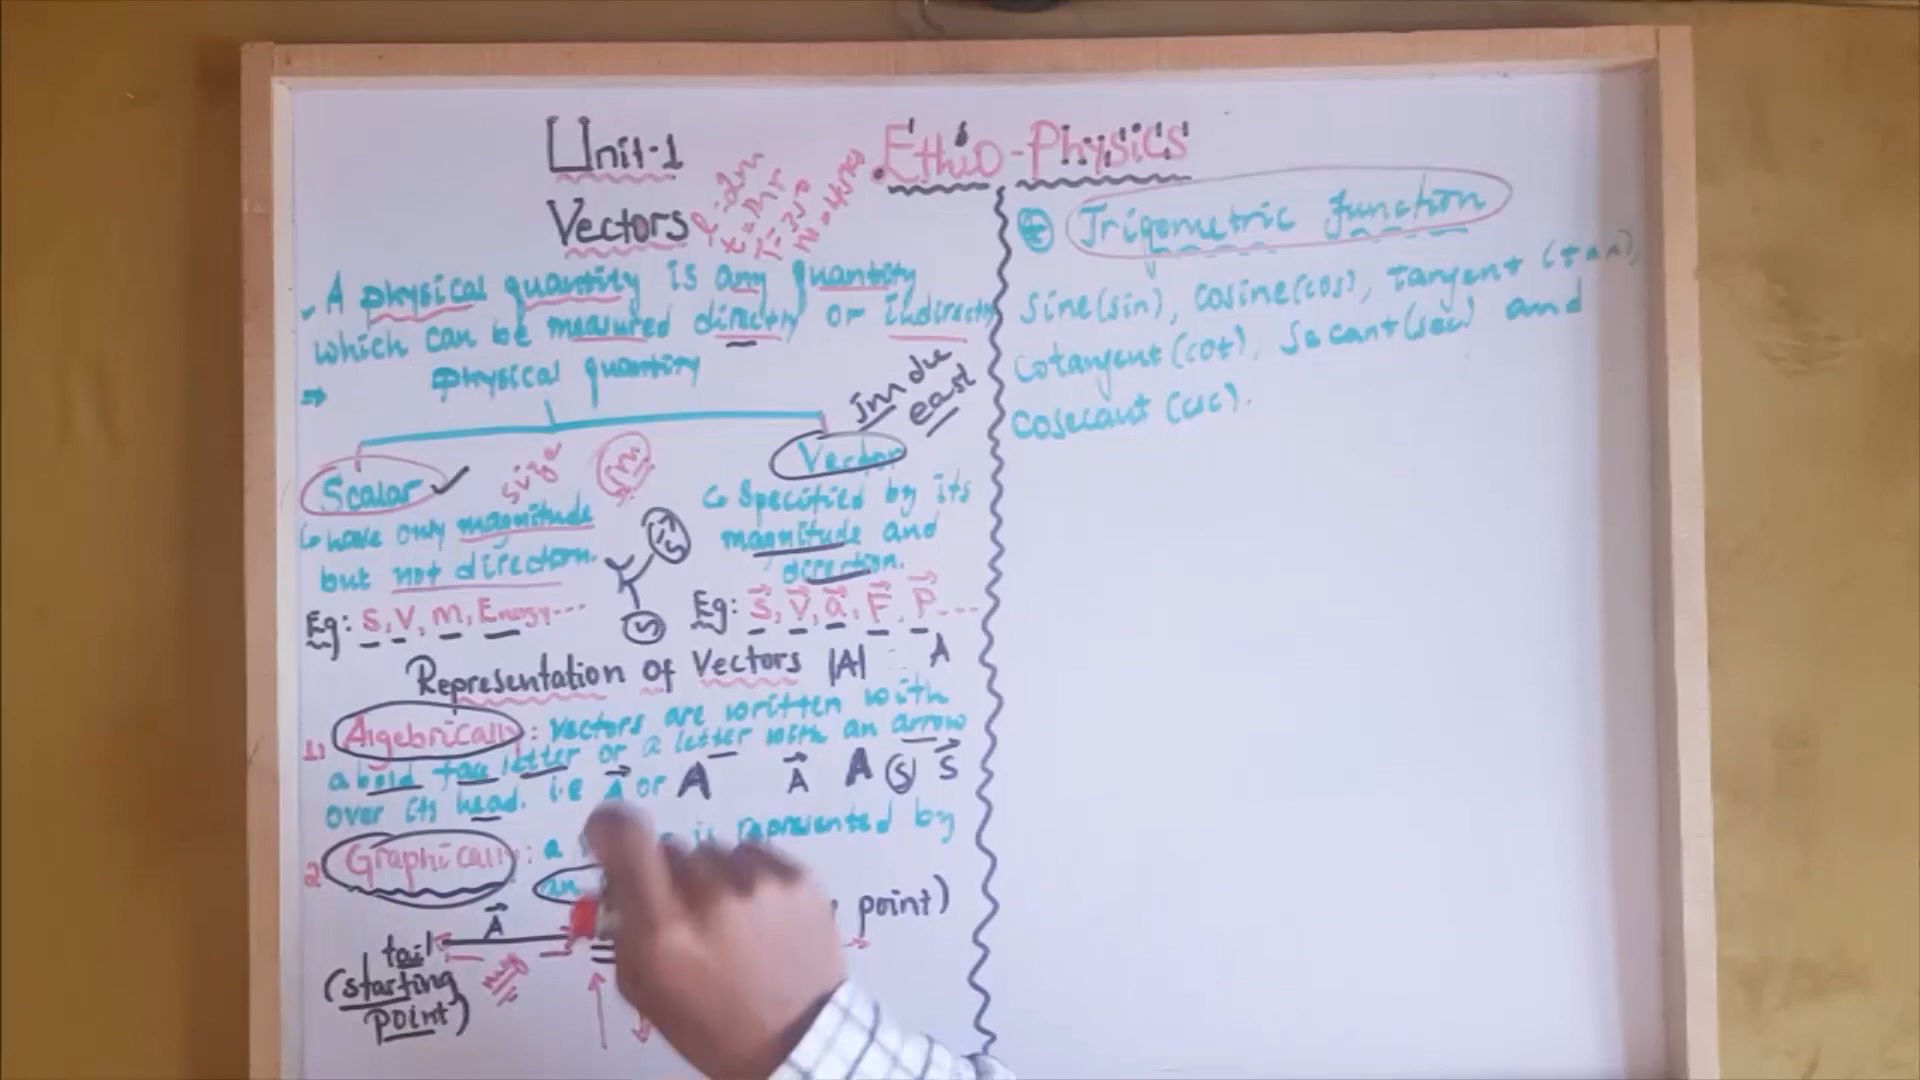 Unit-1
Vectors
Ethio-Physics
A physical quantity is any quantity
which can be measured directly or indirectly
⇒ physical quantity
east
Scalar ✓
size
Vector
↳ have only magnitude
but not direction.
Eg: S, V, m, Energy---
↳ Specified by its
magnitude and
direction.
Eg: S⃗, V⃗, a⃗, F⃗, P⃗ ---
Representation of Vectors |A| A
1) Algebrically: vectors are written with
a bold face letter or a letter with an arrow
over its head. i.e A⃗ or A A⃗ A S S⃗
2 Graphically: a is represented by
an
point)
A⃗
tail
(starting
point)
Trigometric function
sine(sin), cosine(cos), tangent (tan),
cotangent (cot), Secant(sec) and
cosecant (csc).